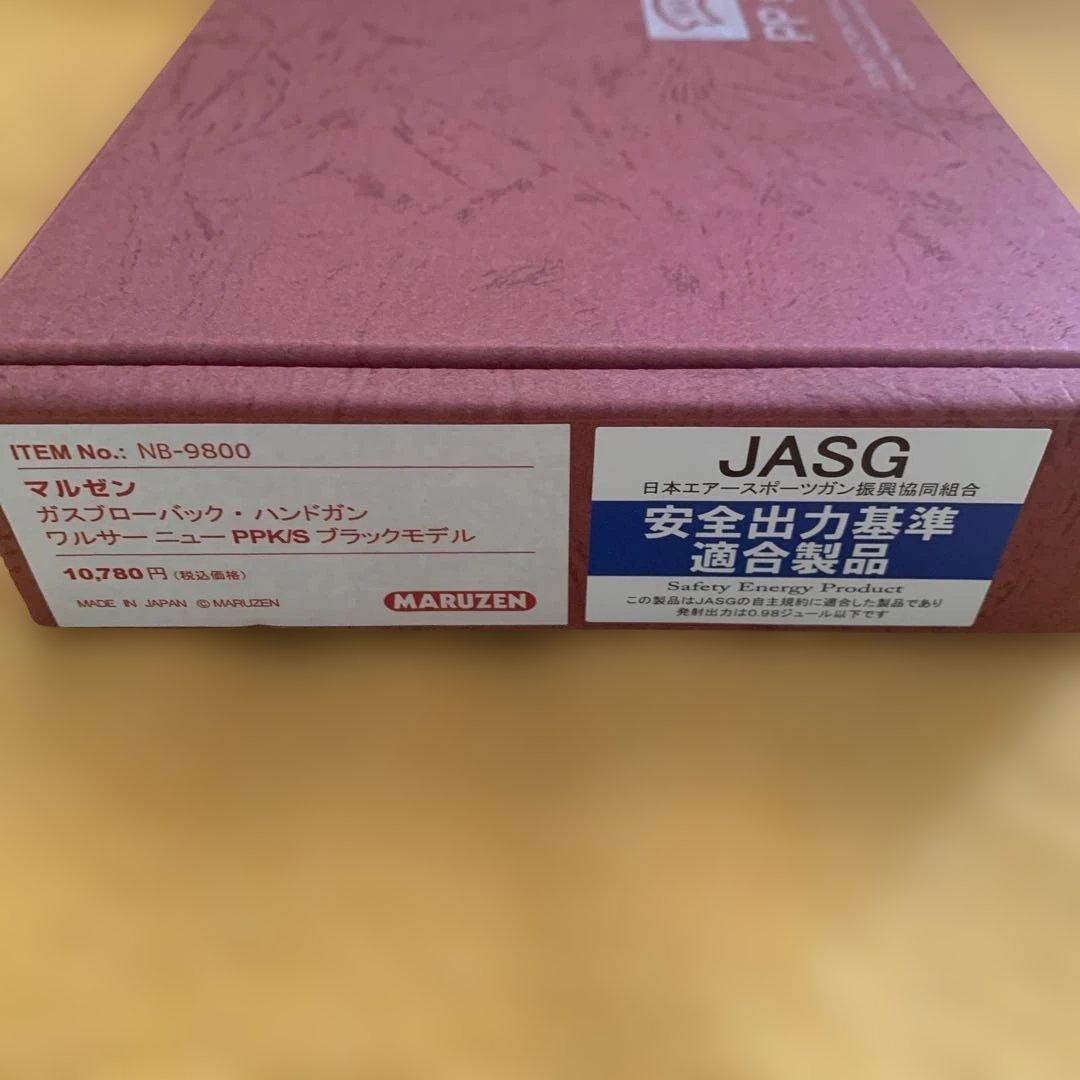 PP
ITEM No.: NB-9800
マルゼン
ガスブローバック・ハンドガン
ワルサー ニュー PPK/S ブラックモデル
10,780円 (税込価格)
MADE IN JAPAN ©MARUZEN
MARUZEN
JASG
日本エアースポーツガン振興協同組合
安全出力基準
適合製品
Safety Energy Product
この製品はJASGの自主規約に適合した製品であり
発射出力は0.98ジュール以下です